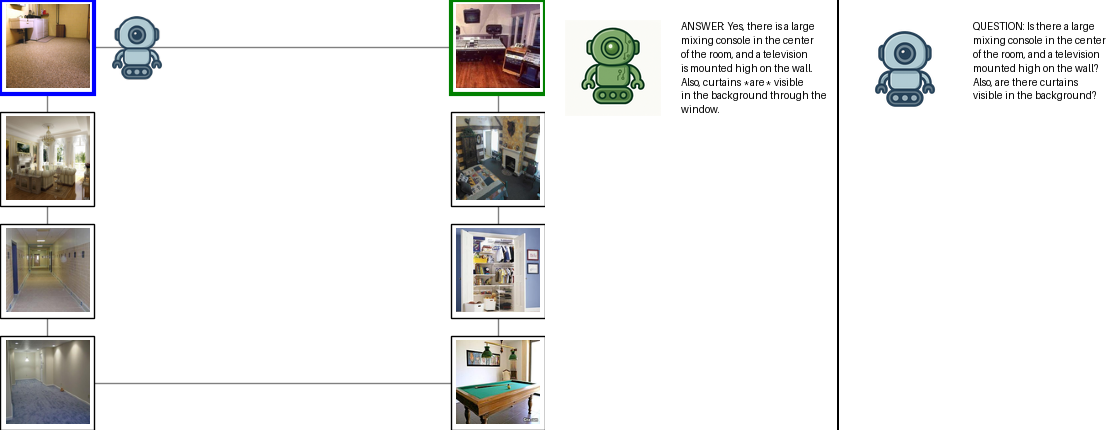 ANSWER: Yes, there is a large
mixing console in the center
of the room, and a television
is mounted high on the wall.
Also, curtains *are* visible
in the background through the
window.
QUESTION: Is there a large
mixing console in the center
of the room, and a television
mounted high on the wall?
Also, are there curtains
visible in the background?